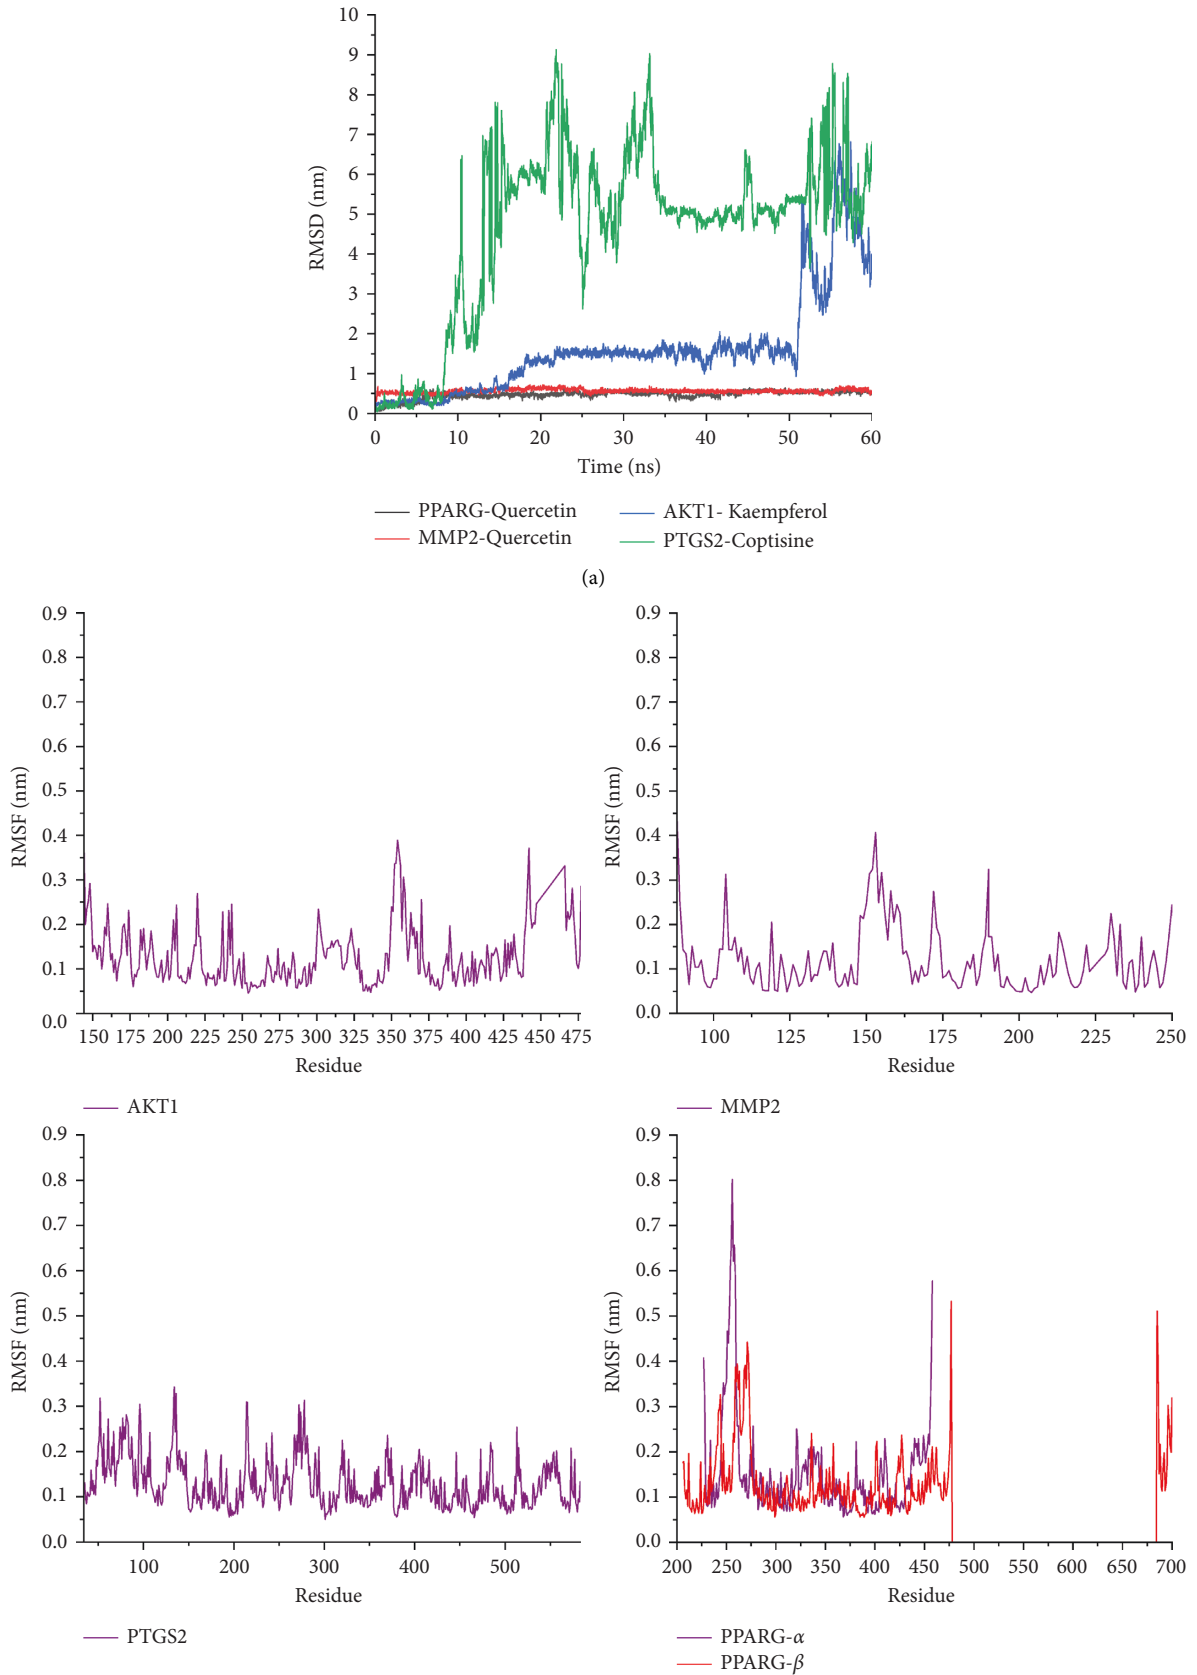 10
9
8
7
6
5
4
3
2
1
0
RMSD (nm)
0 10 20 30 40 50 60
Time (ns)
PPARG-Quercetin AKT1- Kaempferol
MMP2-Quercetin PTGS2-Coptisine
(a)
0.9
0.8
0.7
0.6
0.5
0.4
0.3
0.2
0.1
0.0
RMSF (nm)
150 175 200 225 250 275 300 325 350 375 400 425 450 475
Residue
AKT1
0.9
0.8
0.7
0.6
0.5
0.4
0.3
0.2
0.1
0.0
RMSF (nm)
100 125 150 175 200 225 250
Residue
MMP2
0.9
0.8
0.7
0.6
0.5
0.4
0.3
0.2
0.1
0.0
RMSF (nm)
100 200 300 400 500
Residue
PTGS2
0.9
0.8
0.7
0.6
0.5
0.4
0.3
0.2
0.1
0.0
RMSF (nm)
200 250 300 350 400 450 500 550 600 650 700
Residue
PPARG-α
PPARG-β